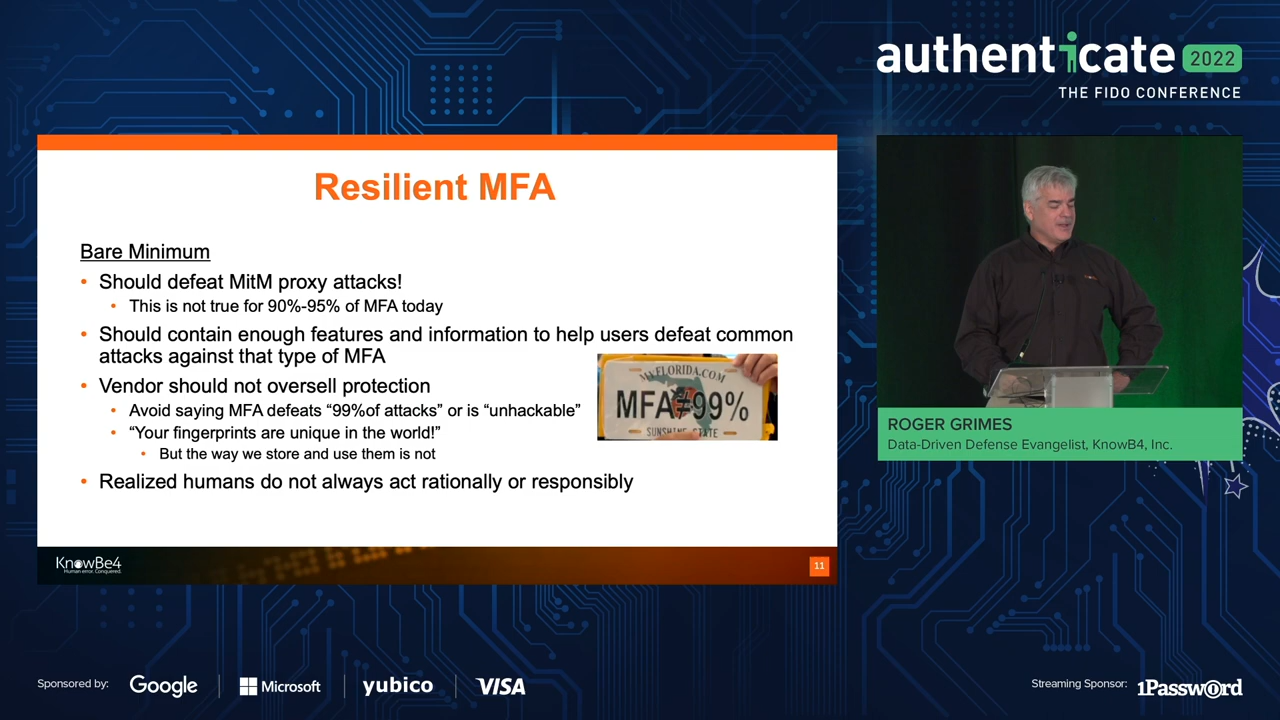 authenticate 2022
THE FIDO CONFERENCE
Resilient MFA
Bare Minimum
• Should defeat MitM proxy attacks!
• This is not true for 90%-95% of MFA today
• Should contain enough features and information to help users defeat common
attacks against that type of MFA
• Vendor should not oversell protection
• Avoid saying MFA defeats “99%of attacks” or is “unhackable”
• “Your fingerprints are unique in the world!”
• But the way we store and use them is not
• Realized humans do not always act rationally or responsibly
MYFLORIDA.COM
MFA≠99%
SUNSHINE STATE
KnowBe4
Human error. Conquered.
11
ROGER GRIMES
Data-Driven Defense Evangelist, KnowB4, Inc.
Sponsored by:
Google
Microsoft
yubico
VISA
Streaming Sponsor:
1Password